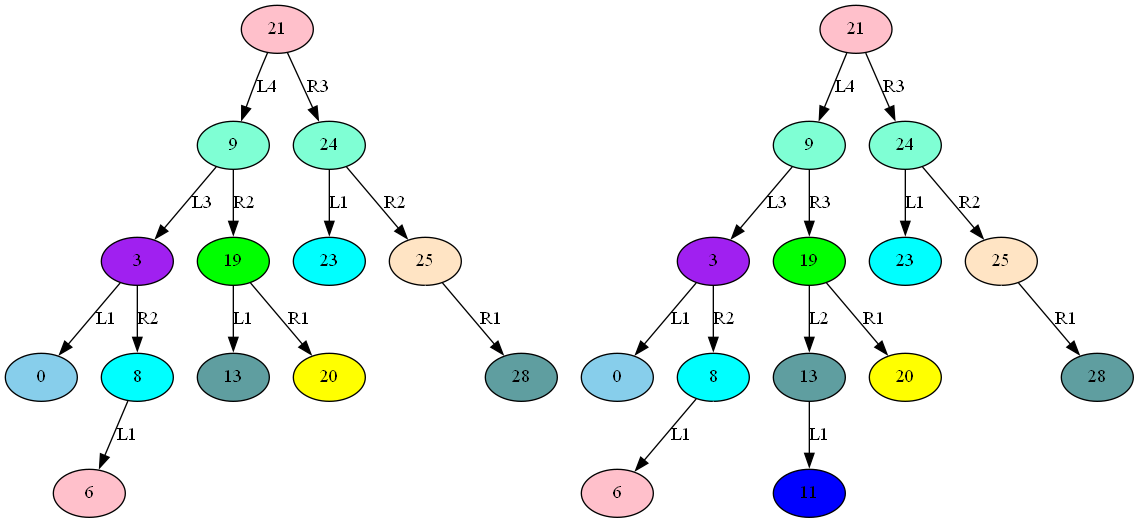 21 21
L4 R3 L4 R3
9 24 9 24
L3 R2 L1 R2 L3 R3 L1 R2
3 19 23 25 3 19 23 25
L1 R2 L1 R1 R1 L1 R2 L2 R1 R1
0 8 13 20 28 0 8 13 20 28
L1 L1 L1
6 6 11